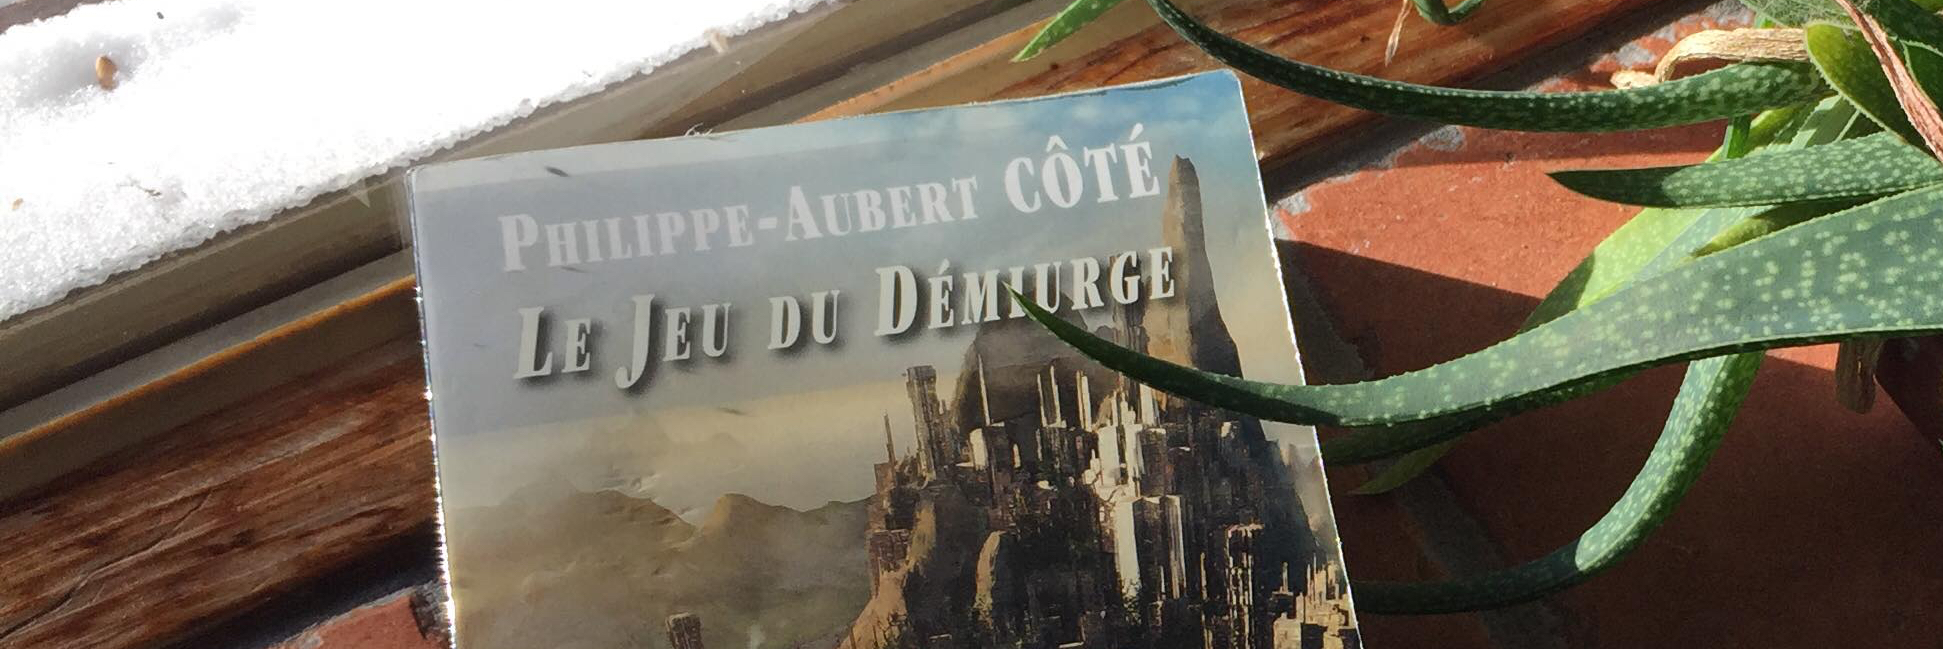 Philippe-Aubert CÔTÉ
Le Jeu du Démiurge